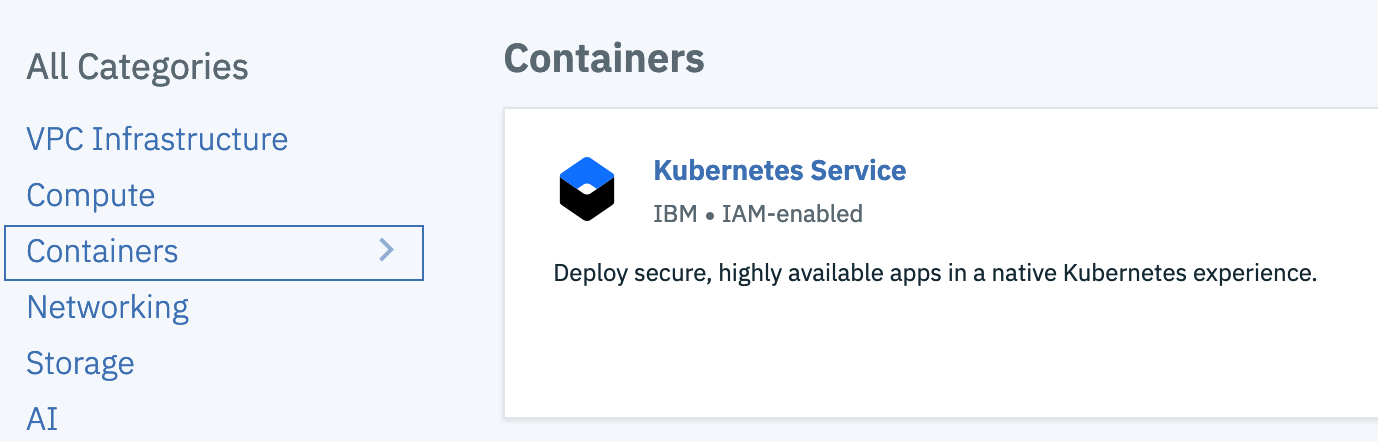 All Categories
VPC Infrastructure
Compute
Containers
Networking
Storage
AI
Containers
Kubernetes Service
IBM • IAM-enabled
Deploy secure, highly available apps in a native Kubernetes experience.